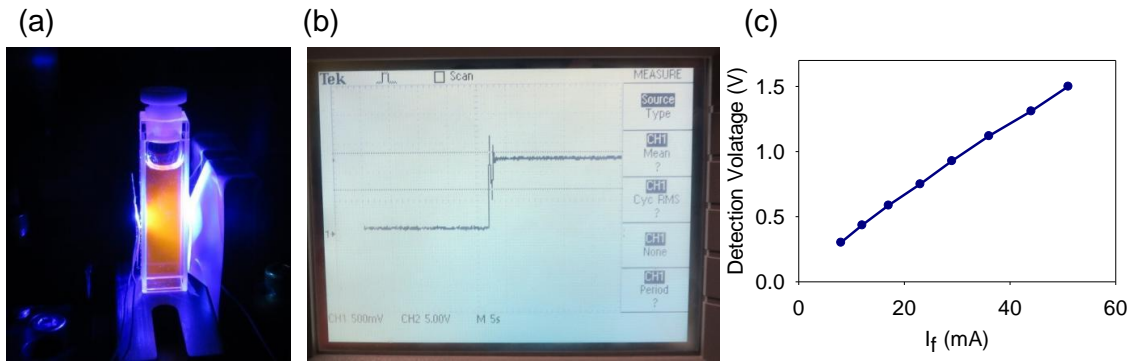 (a)
(b)
(c)
Tek
Scan
MEASURE
Source
Type
CH1
Mean
?
CH1
Cyc RMS
?
CH1
None
CH1
Period
?
1
CH1 500mV CH2 5.00V M 5s
Detection Volatage (V)
1.5
1.0
0.5
0.0
0 20 40 60
If (mA)